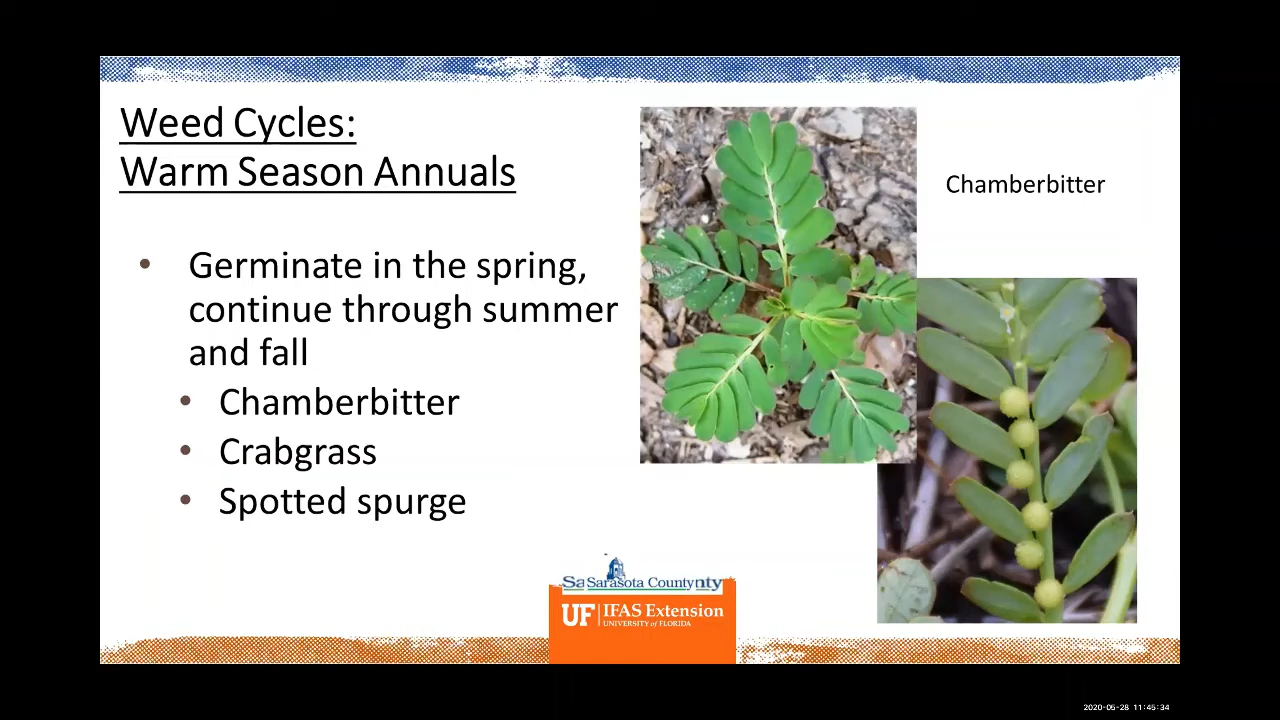 Weed Cycles:
Warm Season Annuals
• Germinate in the spring,
continue through summer
and fall
• Chamberbitter
• Crabgrass
• Spotted spurge
Chamberbitter
Sarasota County
UF IFAS Extension
UNIVERSITY of FLORIDA
2020-05-28 11:45:34